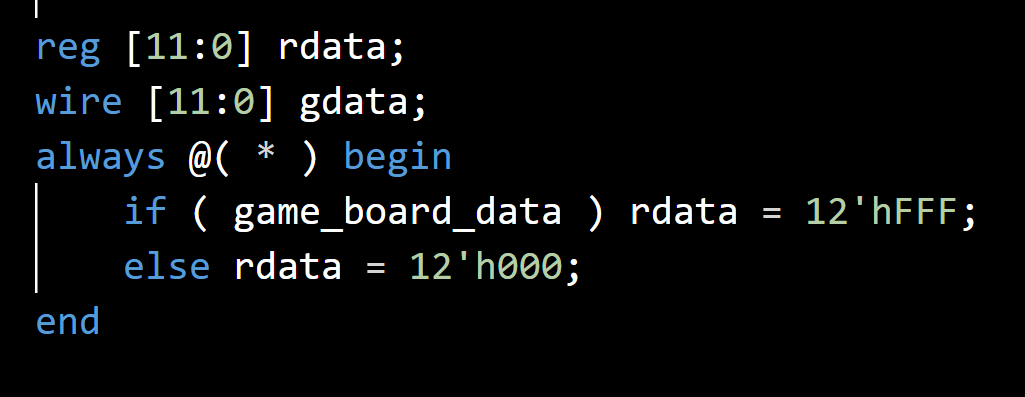 reg [11:0] rdata;
wire [11:0] gdata;
always @( * ) begin
    if ( game_board_data ) rdata = 12'hFFF;
    else rdata = 12'h000;
end